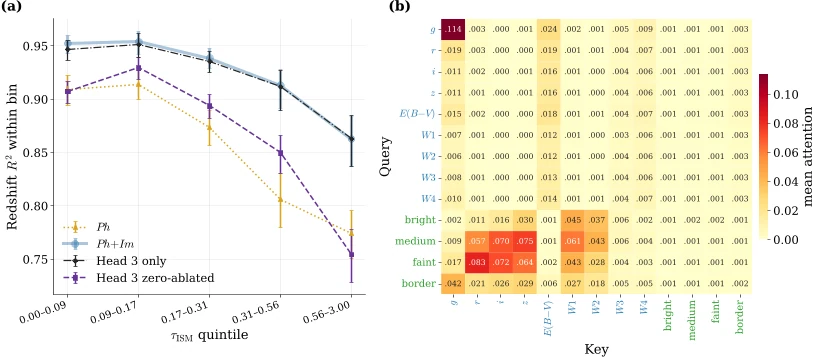 (a)
0.95
0.90
0.85
0.80
0.75
Redshift R² within bin
Ph
Ph+Im
Head 3 only
Head 3 zero-ablated
0.00–0.09
0.09–0.17
0.17–0.31
0.31–0.56
0.56–3.00
τISM quintile
(b)
g .114 .003 .000 .001 .024 .002 .001 .005 .009 .001 .001 .001 .003
r .019 .003 .000 .000 .019 .001 .000 .004 .007 .001 .001 .001 .003
i .011 .002 .000 .001 .016 .001 .000 .004 .006 .001 .001 .001 .003
z .011 .001 .000 .001 .016 .001 .001 .004 .006 .001 .001 .001 .003
E(B−V) .015 .002 .000 .000 .018 .001 .000 .004 .007 .001 .001 .001 .003
W1 .007 .001 .000 .000 .012 .001 .000 .003 .006 .001 .001 .001 .003
W2 .006 .001 .000 .000 .012 .001 .000 .004 .006 .001 .001 .001 .003
W3 .008 .001 .000 .000 .013 .001 .000 .004 .006 .001 .001 .001 .003
W4 .010 .001 .000 .000 .014 .001 .000 .004 .006 .001 .001 .001 .003
bright .002 .011 .016 .030 .001 .045 .037 .006 .002 .001 .002 .002 .001
medium .009 .057 .070 .075 .001 .061 .043 .006 .002 .001 .001 .001 .001
faint .017 .083 .072 .064 .002 .043 .028 .004 .002 .001 .001 .001 .001
border .042 .021 .026 .029 .006 .027 .018 .005 .005 .001 .001 .001 .002
Query
g
r
i
z
E(B−V)
W1
W2
W3
W4
bright
medium
faint
border
Key
0.10
0.08
0.06
0.04
0.02
0.00
mean attention